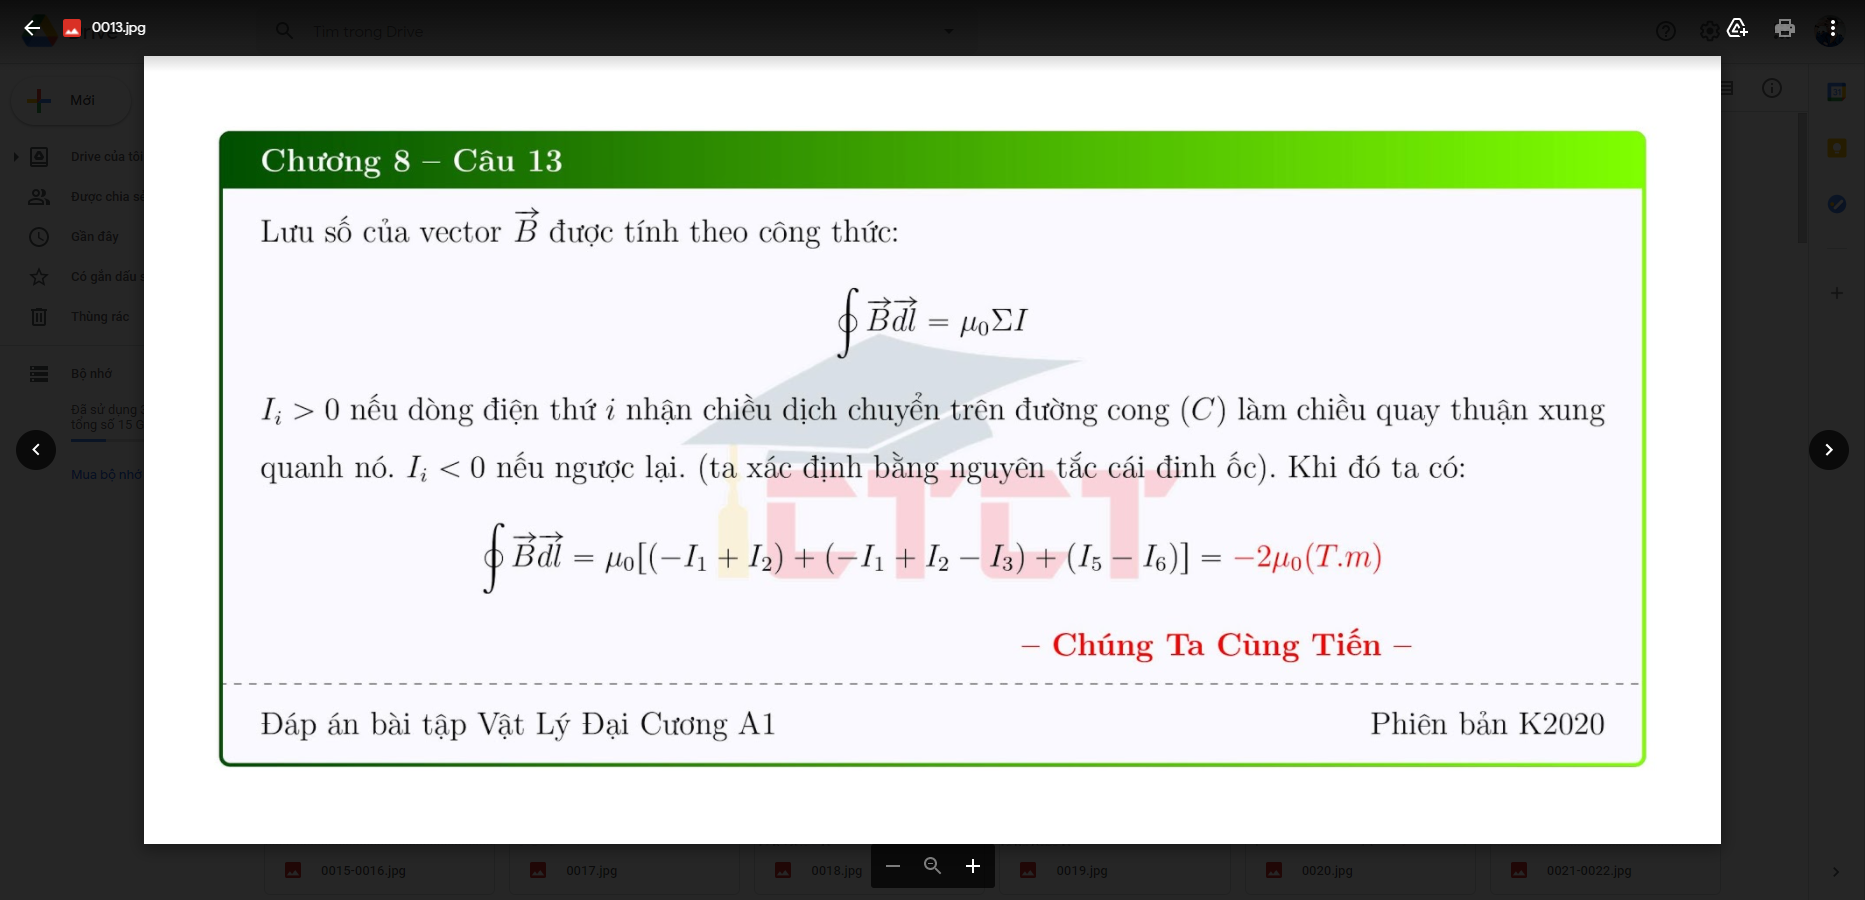 0013.jpg
Tìm trong Drive
Mới
Drive của tôi
Được chia sẻ
Gần đây
Có gắn dấu s
Thùng rác
Bộ nhớ
Đã sử dụng
tổng số 15 G
Mua bộ nhớ
Chương 8 – Câu 13
Lưu số của vector $\overrightarrow{B}$ được tính theo công thức:
$\oint \overrightarrow{B}\overrightarrow{dl} = \mu_0 \Sigma I$
$I_i > 0$ nếu dòng điện thứ $i$ nhận chiều dịch chuyển trên đường cong $(C)$ làm chiều quay thuận xung
quanh nó. $I_i < 0$ nếu ngược lại. (ta xác định bằng nguyên tắc cái đinh ốc). Khi đó ta có:
$\oint \overrightarrow{B}\overrightarrow{dl} = \mu_0[(-I_1 + I_2) + (-I_1 + I_2 - I_3) + (I_5 - I_6)] = -2\mu_0(T.m)$
CTCT
– Chúng Ta Cùng Tiến –
Đáp án bài tập Vật Lý Đại Cương A1 Phiên bản K2020
0015-0016.jpg 0017.jpg 0018.jpg 0019.jpg 0020.jpg 0021-0022.jpg